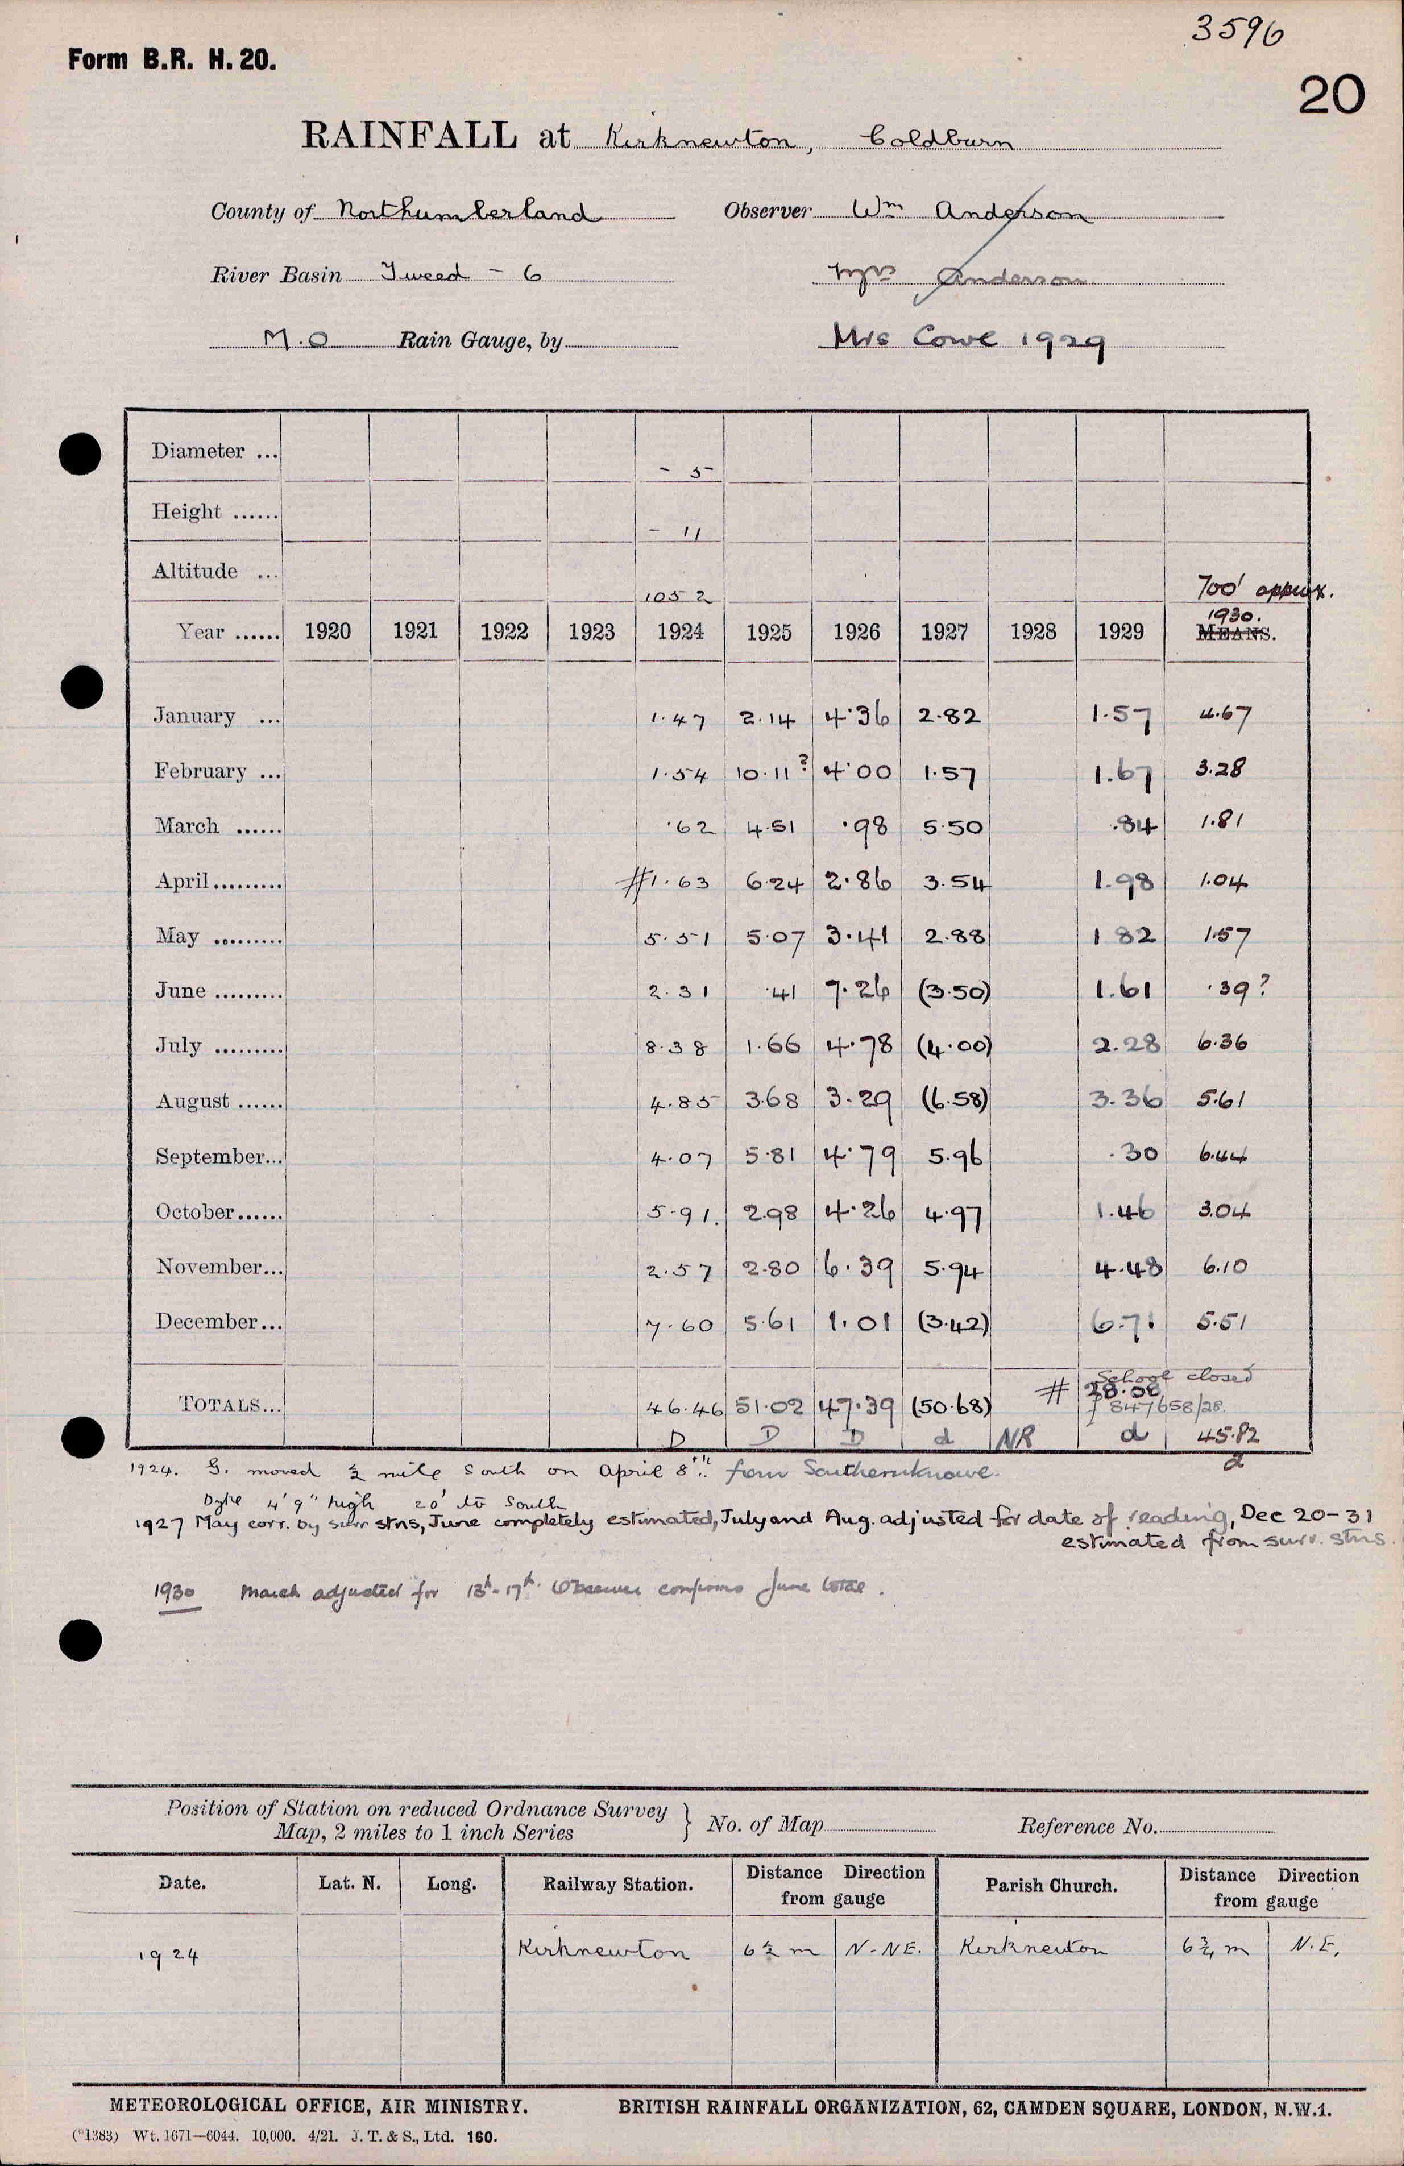 3596
Form B.R. H. 20.
20
RAINFALL at Kirknewton, Coldburn
County of Northumberland Observer Wm Anderson
River Basin Tweed - 6 Mrs Anderson
M.O Rain Gauge, by Mrs Cowe 1929
Diameter ... - 5
Height ...... - 11
Altitude ... 1052 700' approx.
1930.
Year ...... 1920 1921 1922 1923 1924 1925 1926 1927 1928 1929 MEANS.
January ... 1.47 2.14 4.36 2.82 1.57 4.67
February ... 1.54 10.11? 4.00 1.57 1.67 3.28
March ...... .62 4.51 .98 5.50 .84 1.81
April......... #1.63 6.24 2.86 3.54 1.98 1.04
May ......... 5.51 5.07 3.41 2.88 1 82 1.57
June ......... 2.31 .41 7.26 (3.50) 1.61 .39?
July ......... 8.38 1.66 4.78 (4.00) 2.28 6.36
August ...... 4.85 3.68 3.29 (6.58) 3.36 5.61
September... 4.07 5.81 4.79 5.96 .30 6.44
October...... 5.91. 2.98 4.26 4.97 1.46 3.04
November... 2.57 2.80 6.39 5.94 4.48 6.10
December... 7.60 5.61 1.01 (3.42) 6.71 5.51
School closed
TOTALS... 46.46 51.02 47.39 (50.68) # 28.08
847658/28.
D D D d NR d 45.82
d
1924. G. moved ½ mile South on April 8th. from Southernknowe.
Dyke 4' 9" high 20' to South
1927 May corr. by surr stns, June completely estimated, July and Aug. adjusted for date of reading, Dec 20-31
estimated from surr. stns.
1930 March adjusted for 13th-17th. Observer confirms June total.
Position of Station on reduced Ordnance Survey
Map, 2 miles to 1 inch Series } No. of Map Reference No.
Date. Lat. N. Long. Railway Station. Distance Direction from gauge Parish Church. Distance Direction from gauge
1924 Kirknewton 6½ m N-NE. Kirknewton 6¾ m N.E.
METEOROLOGICAL OFFICE, AIR MINISTRY. BRITISH RAINFALL ORGANIZATION, 62, CAMDEN SQUARE, LONDON, N.W.1.
(*1383) Wt. 1671—6044. 10,000. 4/21. J. T. & S., Ltd. 160.